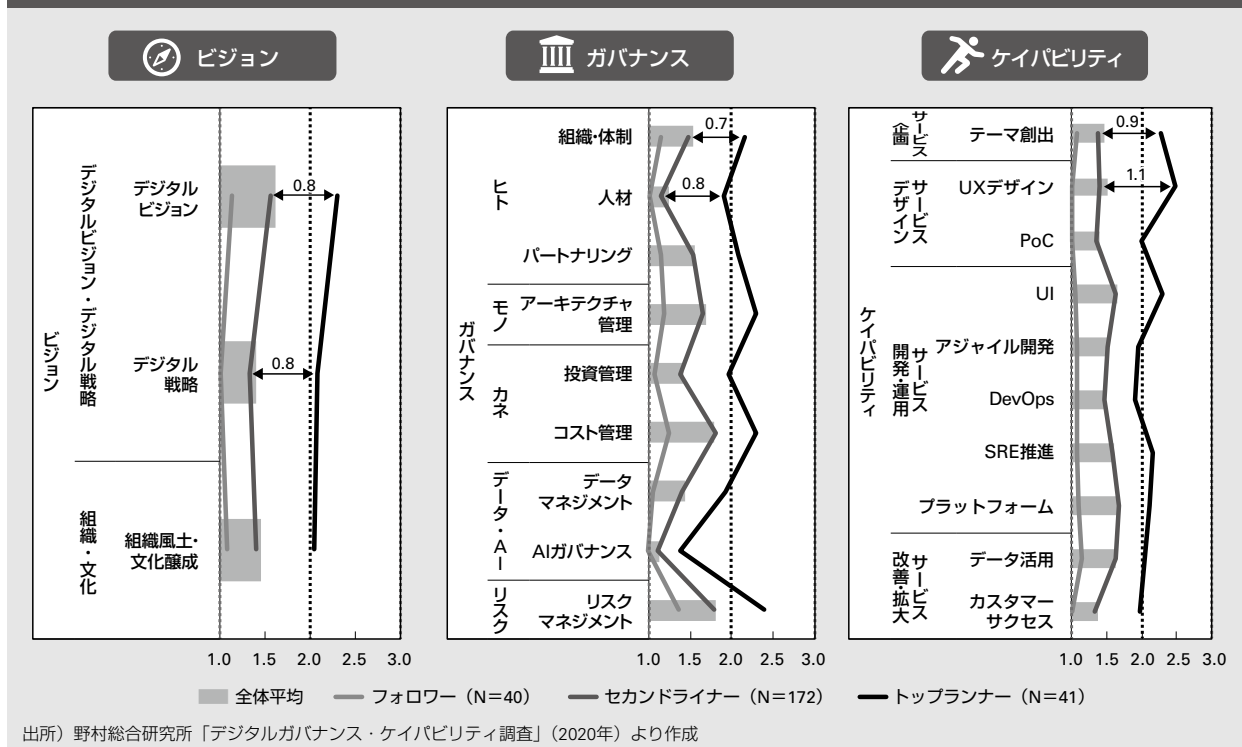 ビジョン
ビジョン
デジタルビジョン・デジタル戦略
デジタル
ビジョン
0.8
デジタル
戦略
0.8
組織・文化
組織風土・
文化醸成
1.0 1.5 2.0 2.5 3.0
ガバナンス
ガバナンス
ヒト
組織・体制
0.7
人材
0.8
パートナリング
モノ
アーキテクチャ
管理
カネ
投資管理
コスト管理
データ・AI
データ
マネジメント
AIガバナンス
リスク
リスク
マネジメント
1.0 1.5 2.0 2.5 3.0
ケイパビリティ
ケイパビリティ
サービス
企画
テーマ創出
0.9
サービス
デザイン
UXデザイン
1.1
PoC
サービス
開発・運用
UI
アジャイル開発
DevOps
SRE推進
プラットフォーム
サービス
改善・拡大
データ活用
カスタマー
サクセス
1.0 1.5 2.0 2.5 3.0
全体平均 フォロワー（N＝40） セカンドライナー（N＝172） トップランナー（N＝41）
出所）野村総合研究所「デジタルガバナンス・ケイパビリティ調査」（2020年）より作成